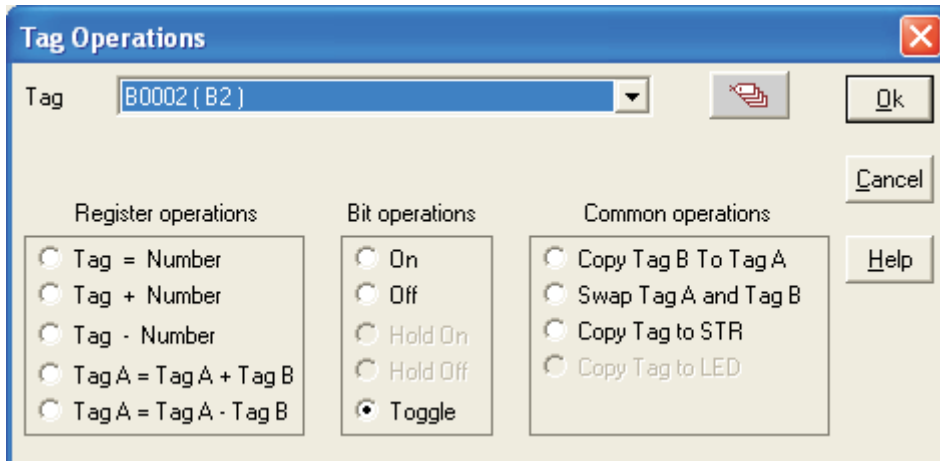 Tag Operations
Tag B0002 ( B2 ) Ok
Cancel
Register operations Bit operations Common operations
Tag = Number On Copy Tag B To Tag A Help
Tag + Number Off Swap Tag A and Tag B
Tag - Number Hold On Copy Tag to STR
Tag A = Tag A + Tag B Hold Off Copy Tag to LED
Tag A = Tag A - Tag B Toggle